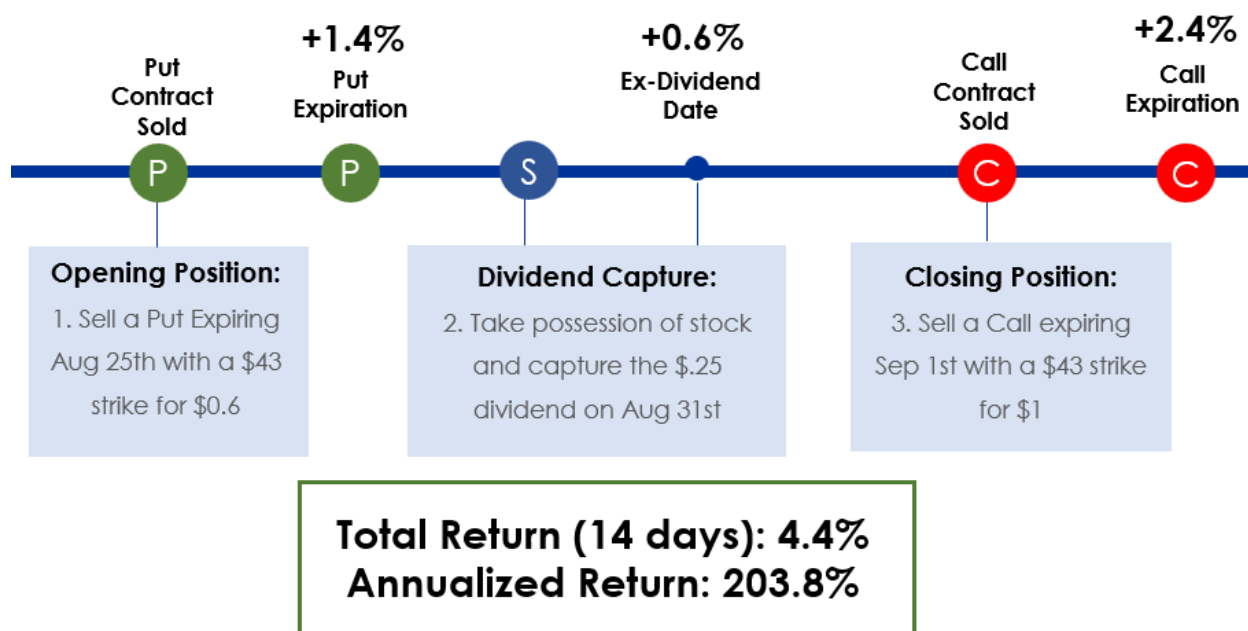 Put
Contract
Sold
+1.4%
Put
Expiration
+0.6%
Ex-Dividend
Date
Call
Contract
Sold
+2.4%
Call
Expiration
P
P
S
C
C
Opening Position:
1. Sell a Put Expiring
Aug 25th with a $43
strike for $0.6
Dividend Capture:
2. Take possession of stock
and capture the $.25
dividend on Aug 31st
Closing Position:
3. Sell a Call expiring
Sep 1st with a $43 strike
for $1
Total Return (14 days): 4.4%
Annualized Return: 203.8%